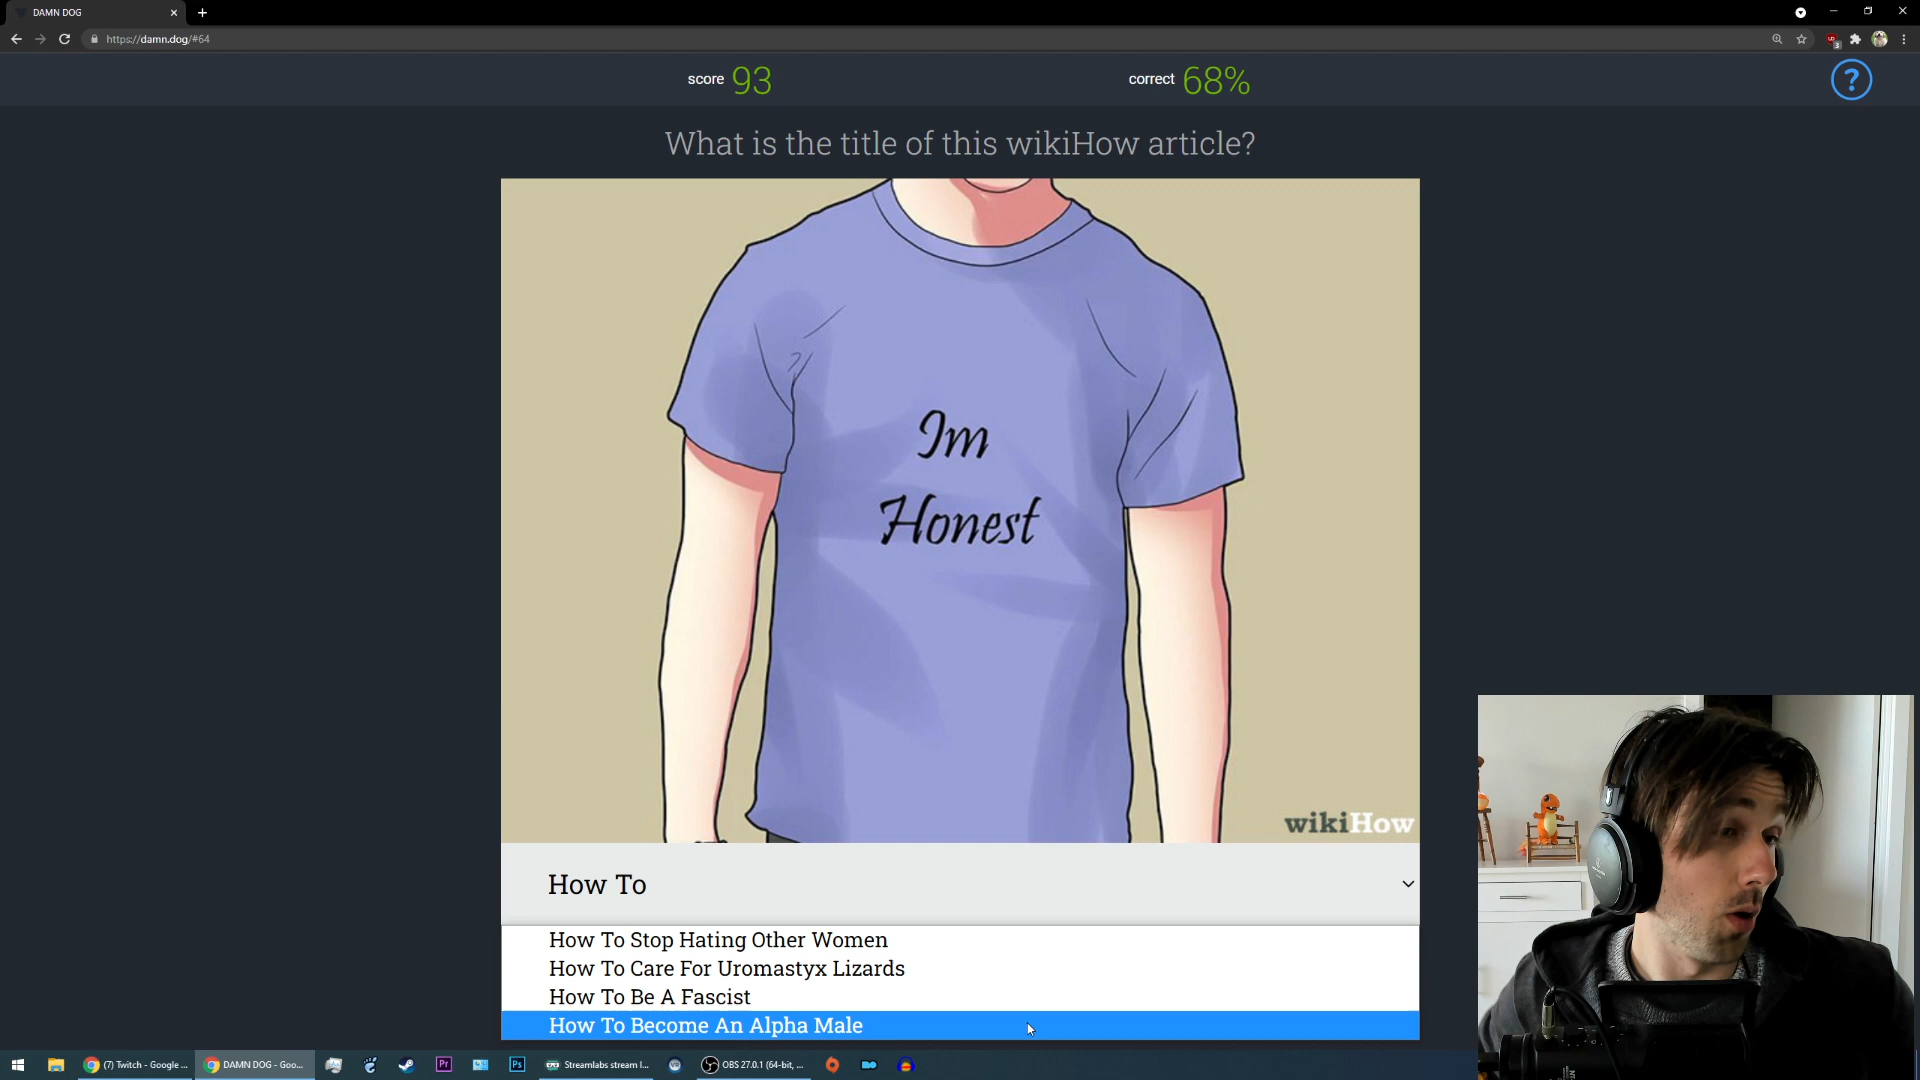 DAMN DOG
https://damn.dog/#64
score 93
correct 68%
?
What is the title of this wikiHow article?
Im
Honest
wikiHow
How To
How To Stop Hating Other Women
How To Care For Uromastyx Lizards
How To Be A Fascist
How To Become An Alpha Male
(7) Twitch - Google ...
DAMN DOG - Goo...
Pr
Ps
Streamlabs stream l...
OBS 27.0.1 (64-bit, ...